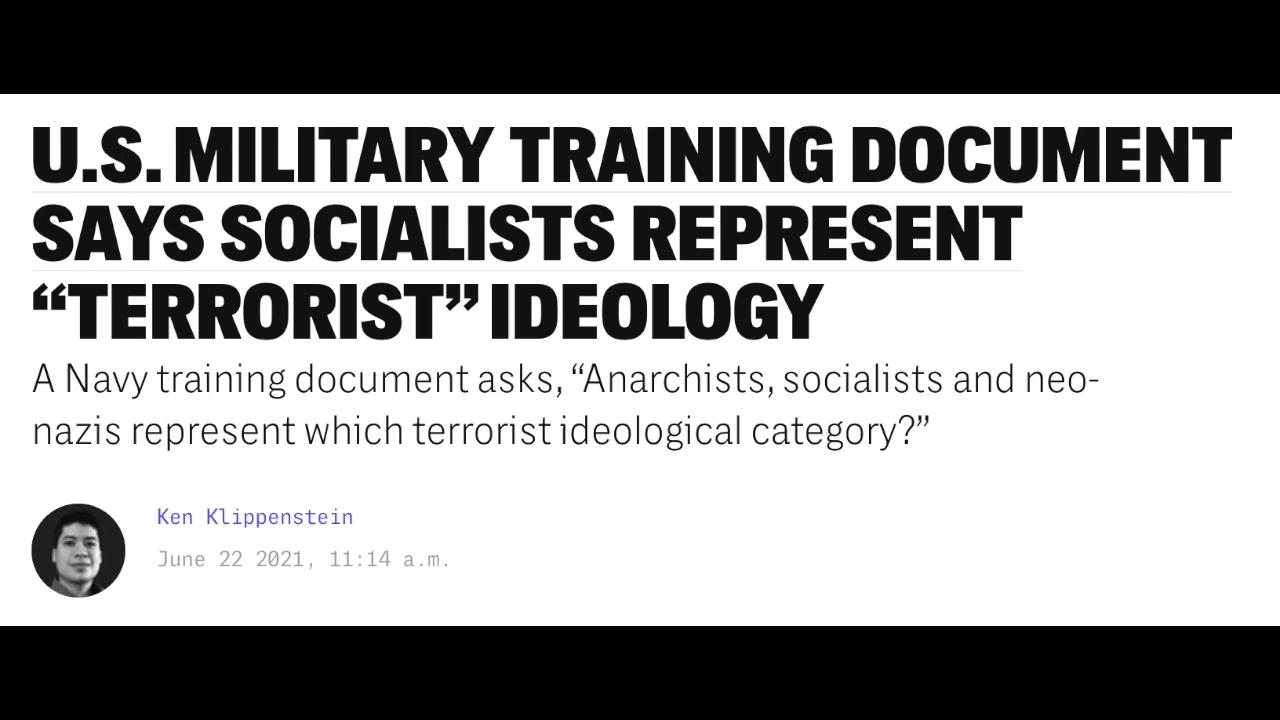 U.S. MILITARY TRAINING DOCUMENT
SAYS SOCIALISTS REPRESENT
“TERRORIST” IDEOLOGY
A Navy training document asks, “Anarchists, socialists and neo-
nazis represent which terrorist ideological category?”
Ken Klippenstein
June 22 2021, 11:14 a.m.